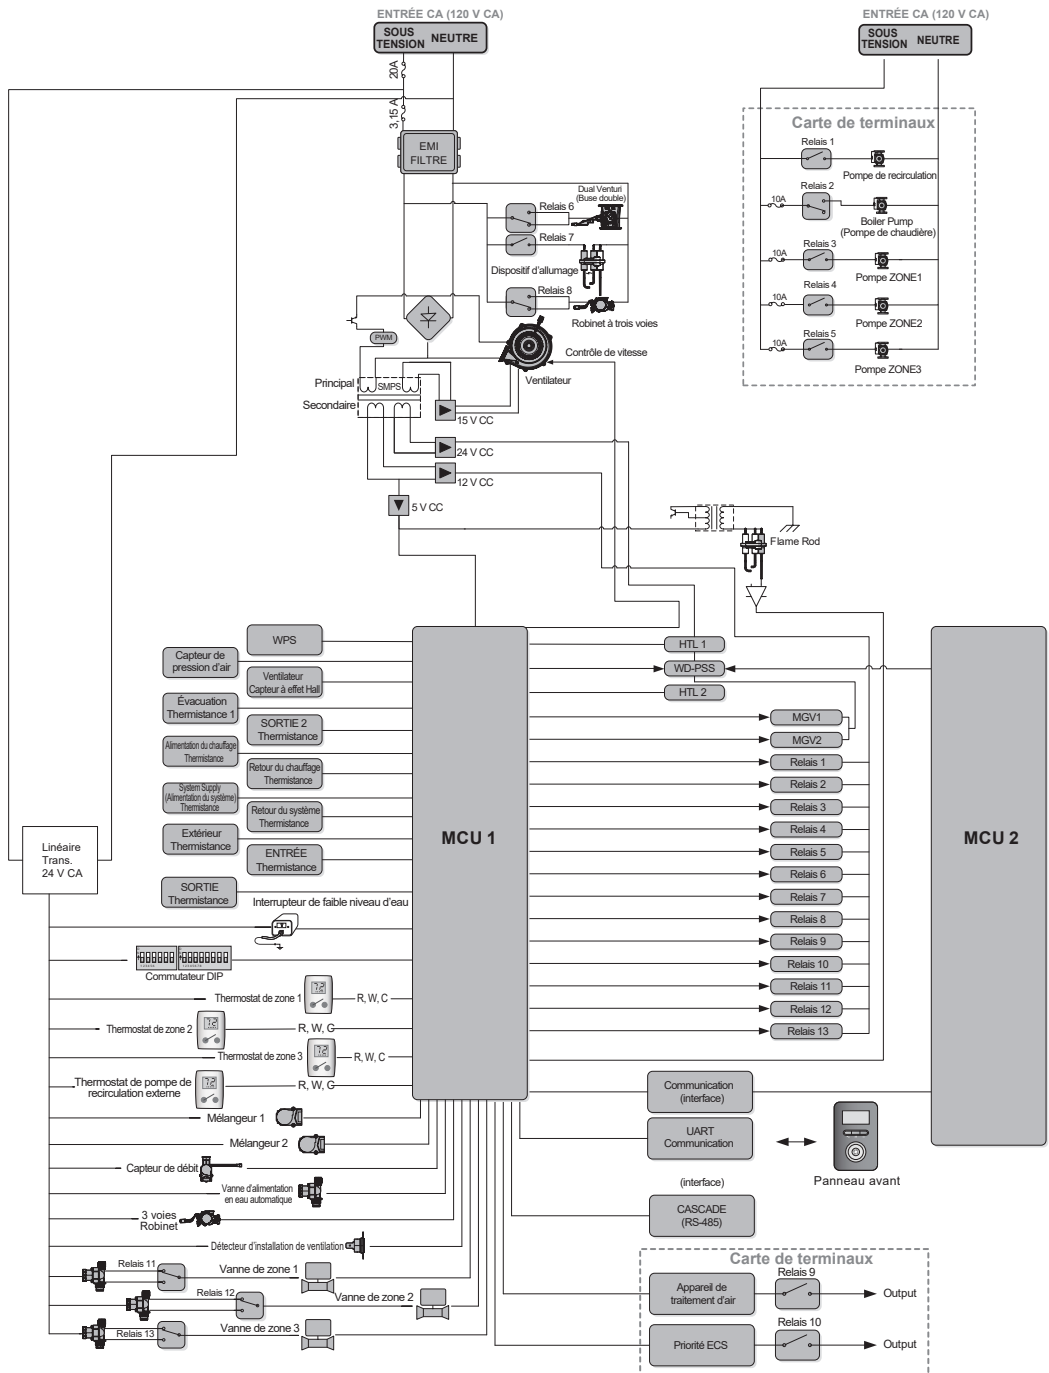 ENTRÉE CA (120 V CA)
SOUS
TENSION NEUTRE
20A
3,15 A
EMI
FILTRE
ENTRÉE CA (120 V CA)
SOUS
TENSION NEUTRE
Carte de terminaux
Relais 1
Pompe de recirculation
Relais 2
10A
Boiler Pump
(Pompe de chaudière)
Relais 3
10A
Pompe ZONE1
Relais 4
10A
Pompe ZONE2
Relais 5
10A
Pompe ZONE3
Dual Venturi
(Buse double)
Relais 6
Relais 7
Dispositif d'allumage
Relais 8
Robinet à trois voies
PWM
Contrôle de vitesse
Ventilateur
Principal
SMPS
Secondaire
15 V CC
24 V CC
12 V CC
5 V CC
Flame Rod
WPS
Capteur de
pression d'air
Ventilateur
Capteur à effet Hall
Évacuation
Thermistance 1
SORTIE 2
Thermistance
Alimentation du chauffage
Thermistance
Retour du chauffage
Thermistance
System Supply
(Alimentation du système)
Thermistance
Retour du système
Thermistance
Extérieur
Thermistance
ENTRÉE
Thermistance
SORTIE
Thermistance
Linéaire
Trans.
24 V CA
MCU 1
MCU 2
HTL 1
WD-PSS
HTL 2
MGV1
MGV2
Relais 1
Relais 2
Relais 3
Relais 4
Relais 5
Relais 6
Relais 7
Relais 8
Relais 9
Relais 10
Relais 11
Relais 12
Relais 13
Interrupteur de faible niveau d'eau
Commutateur DIP
Thermostat de zone 1
R, W, C
Thermostat de zone 2
R, W, C
Thermostat de zone 3
R, W, C
Thermostat de pompe de
recirculation externe
R, W, C
Mélangeur 1
Mélangeur 2
Capteur de débit
Vanne d'alimentation
en eau automatique
3 voies
Robinet
Détecteur d'installation de ventilation
Relais 11
Vanne de zone 1
Relais 12
Vanne de zone 2
Relais 13
Vanne de zone 3
Communication
(interface)
UART
Communication
Panneau avant
(interface)
CASCADE
(RS-485)
Carte de terminaux
Appareil de
traitement d'air
Relais 9
Output
Priorité ECS
Relais 10
Output